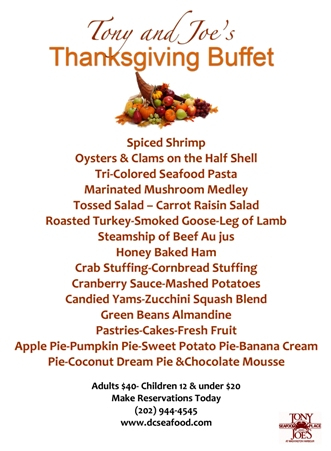 Tony and Joe's
Thanksgiving Buffet
Spiced Shrimp
Oysters & Clams on the Half Shell
Tri-Colored Seafood Pasta
Marinated Mushroom Medley
Tossed Salad – Carrot Raisin Salad
Roasted Turkey-Smoked Goose-Leg of Lamb
Steamship of Beef Au jus
Honey Baked Ham
Crab Stuffing-Cornbread Stuffing
Cranberry Sauce-Mashed Potatoes
Candied Yams-Zucchini Squash Blend
Green Beans Almandine
Pastries-Cakes-Fresh Fruit
Apple Pie-Pumpkin Pie-Sweet Potato Pie-Banana Cream
Pie-Coconut Dream Pie &Chocolate Mousse
Adults $40- Children 12 & under $20
Make Reservations Today
(202) 944-4545
www.dcseafood.com
TONY
SEAFOOD PLACE
JOE'S